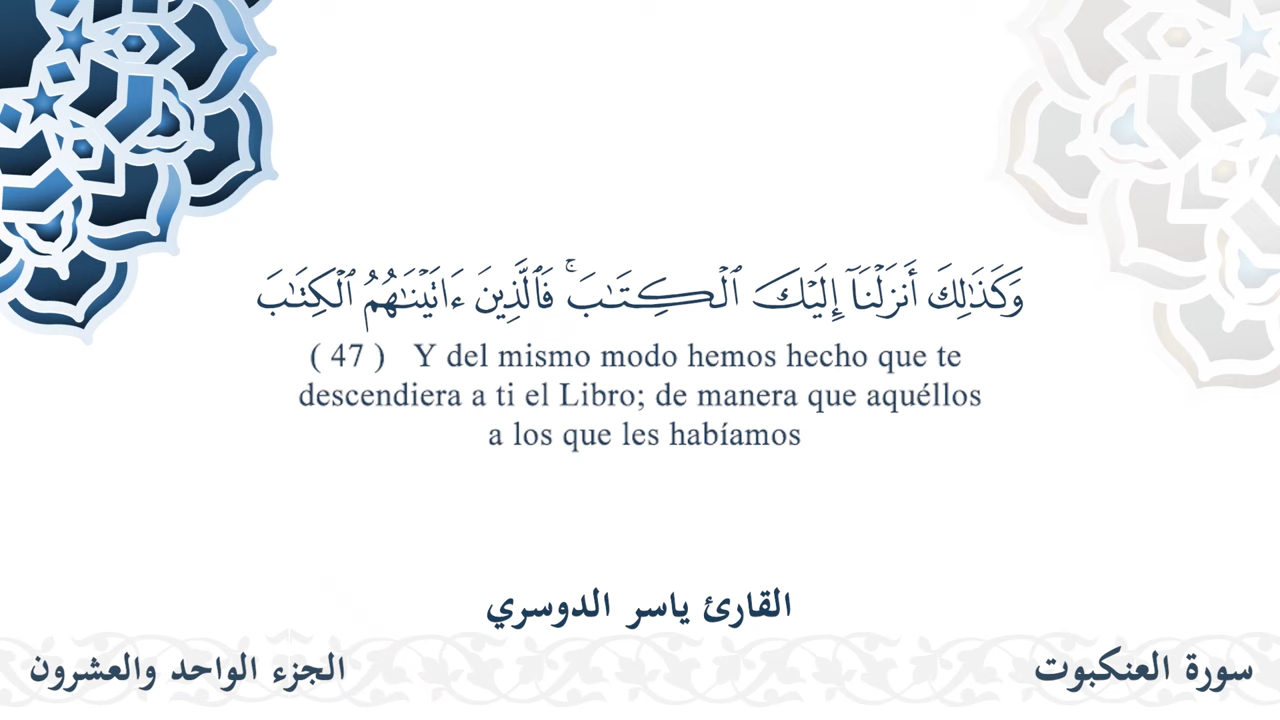 وَكَذَٰلِكَ أَنزَلْنَآ إِلَيْكَ ٱلْكِتَـٰبَ ۚ فَٱلَّذِينَ ءَاتَيْنَـٰهُمُ ٱلْكِتَـٰبَ
( 47 ) Y del mismo modo hemos hecho que te
descendiera a ti el Libro; de manera que aquéllos
a los que les habíamos
القارئ ياسر الدوسري
سورة العنكبوت
الجزء الواحد والعشرون